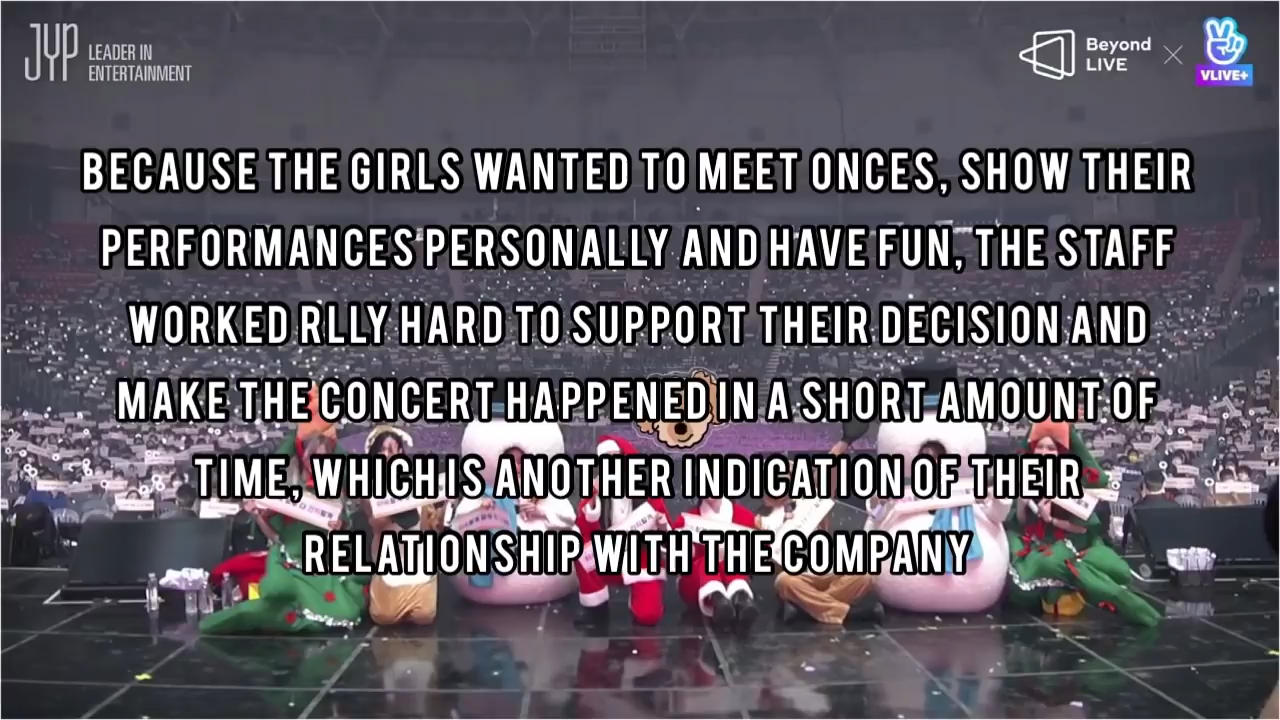 JYP LEADER IN
ENTERTAINMENT
Beyond
LIVE
VLIVE+
BECAUSE THE GIRLS WANTED TO MEET ONCES, SHOW THEIR
PERFORMANCES PERSONALLY AND HAVE FUN, THE STAFF
WORKED RLLY HARD TO SUPPORT THEIR DECISION AND
MAKE THE CONCERT HAPPENED IN A SHORT AMOUNT OF
TIME, WHICH IS ANOTHER INDICATION OF THEIR
RELATIONSHIP WITH THE COMPANY